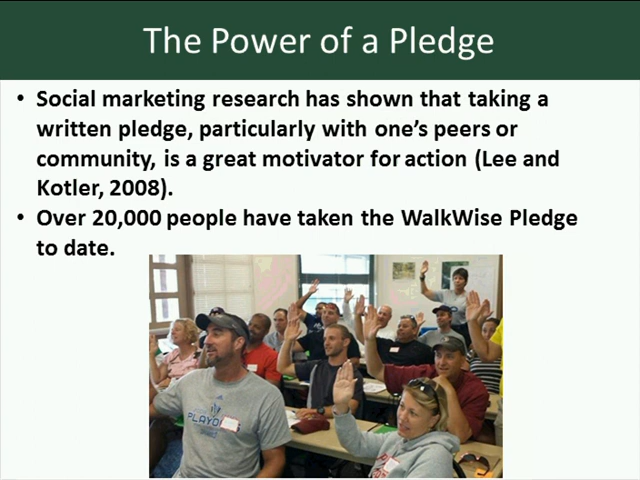 The Power of a Pledge
• Social marketing research has shown that taking a
written pledge, particularly with one’s peers or
community, is a great motivator for action (Lee and
Kotler, 2008).
• Over 20,000 people have taken the WalkWise Pledge
to date.
PLAYOFFS